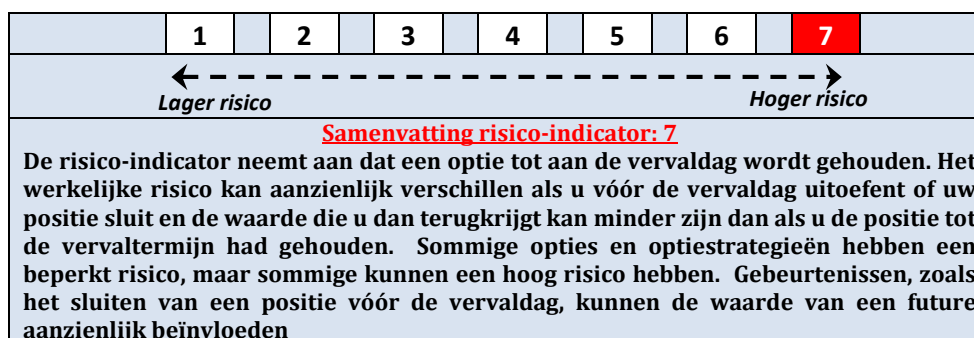 1 2 3 4 5 6 7
Lager risico Hoger risico
Samenvatting risico-indicator: 7
De risico-indicator neemt aan dat een optie tot aan de vervaldag wordt gehouden. Het
werkelijke risico kan aanzienlijk verschillen als u vóór de vervaldag uitoefent of uw
positie sluit en de waarde die u dan terugkrijgt kan minder zijn dan als u de positie tot
de vervaltermijn had gehouden. Sommige opties en optiestrategieën hebben een
beperkt risico, maar sommige kunnen een hoog risico hebben. Gebeurtenissen, zoals
het sluiten van een positie vóór de vervaldag, kunnen de waarde van een future
aanzienlijk beïnvloeden